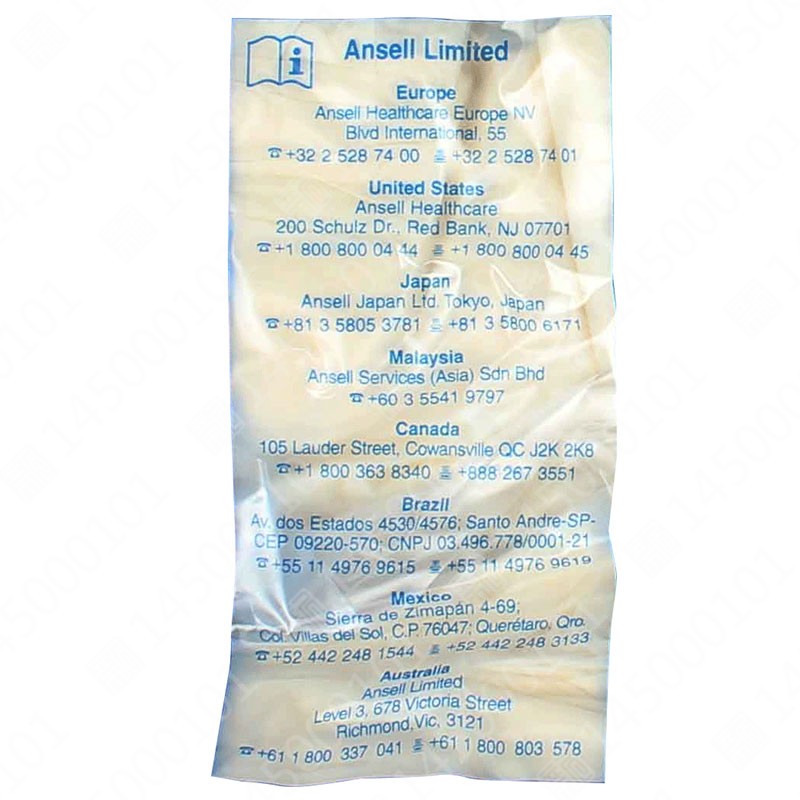 Ansell Limited
Europe
Ansell Healthcare Europe NV
Blvd International, 55
☎ +32 2 528 74 00 +32 2 528 74 01
United States
Ansell Healthcare
200 Schulz Dr., Red Bank, NJ 07701
☎ +1 800 800 04 44 +1 800 800 04 45
Japan
Ansell Japan Ltd. Tokyo, Japan
☎ +81 3 5805 3781 +81 3 5800 6171
Malaysia
Ansell Services (Asia) Sdn Bhd
☎ +60 3 5541 9797
Canada
105 Lauder Street, Cowansville QC J2K 2K8
☎ +1 800 363 8340 +888 267 3551
Brazil
Av. dos Estados 4530/4576; Santo Andre-SP-
CEP 09220-570; CNPJ 03.496.778/0001-21
☎ +55 11 4976 9615 +55 11 4976 9619
Mexico
Sierra de Zimapán 4-69;
Col. Villas del Sol, C.P. 76047; Querétaro, Qro.
☎ +52 442 248 1544 +52 442 248 3133
Australia
Ansell Limited
Level 3, 678 Victoria Street
Richmond, Vic. 3121
☎ +61 1 800 337 041 +61 1 800 803 578